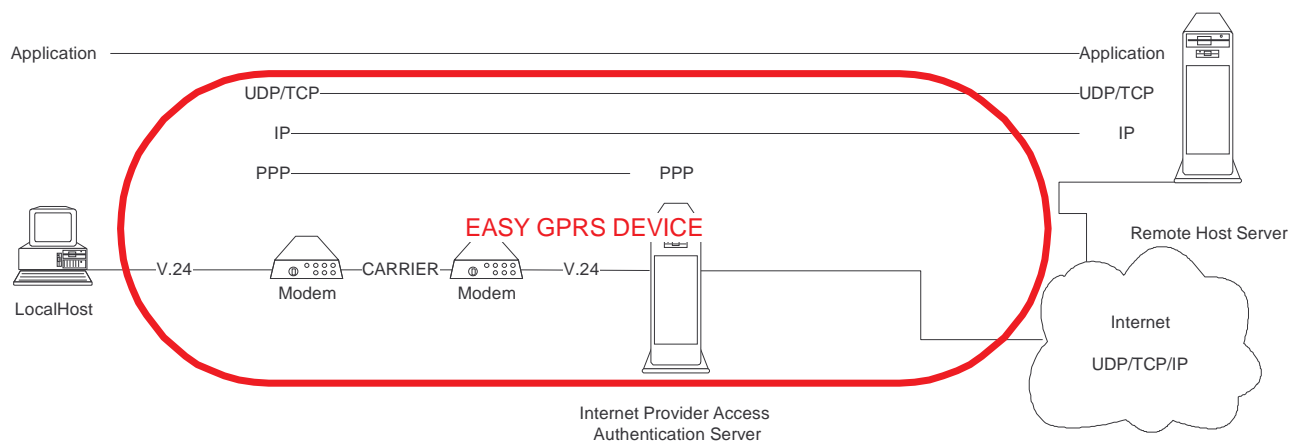 Application Application
UDP/TCP UDP/TCP
IP IP
PPP PPP
EASY GPRS DEVICE
Remote Host Server
V.24 CARRIER V.24
Modem Modem
LocalHost
Internet
UDP/TCP/IP
Internet Provider Access
Authentication Server